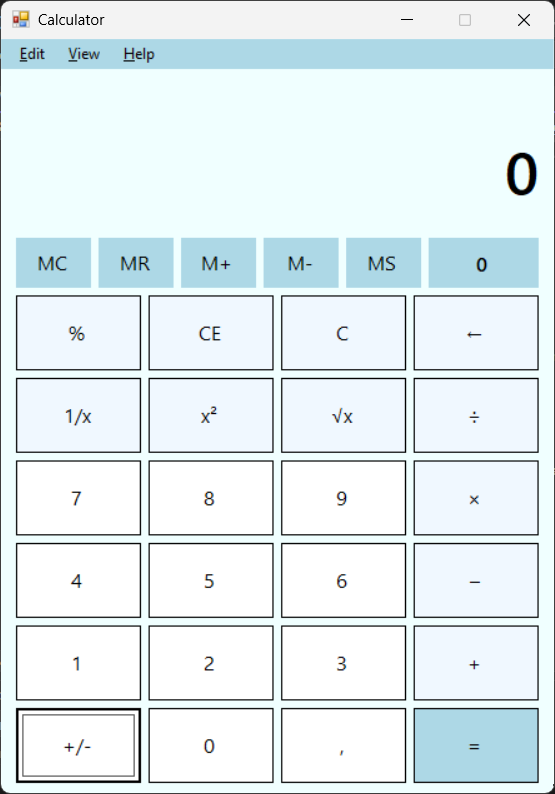 Calculator
Edit View Help
0
MC MR M+ M- MS 0
% CE C ←
1/x x² √x ÷
7 8 9 ×
4 5 6 −
1 2 3 +
+/- 0 , =